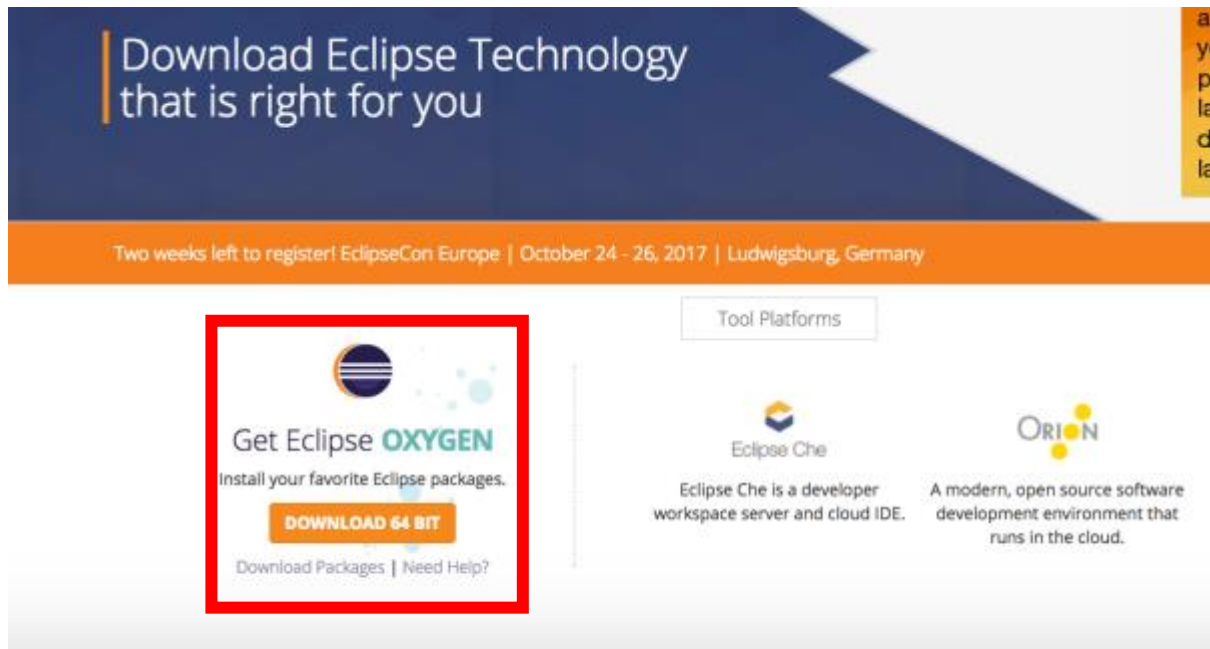 Download Eclipse Technology
that is right for you
Two weeks left to register! EclipseCon Europe | October 24 - 26, 2017 | Ludwigsburg, Germany
Get Eclipse OXYGEN
Install your favorite Eclipse packages.
DOWNLOAD 64 BIT
Download Packages | Need Help?
Tool Platforms
Eclipse Che
Eclipse Che is a developer
workspace server and cloud IDE.
ORION
A modern, open source software
development environment that
runs in the cloud.